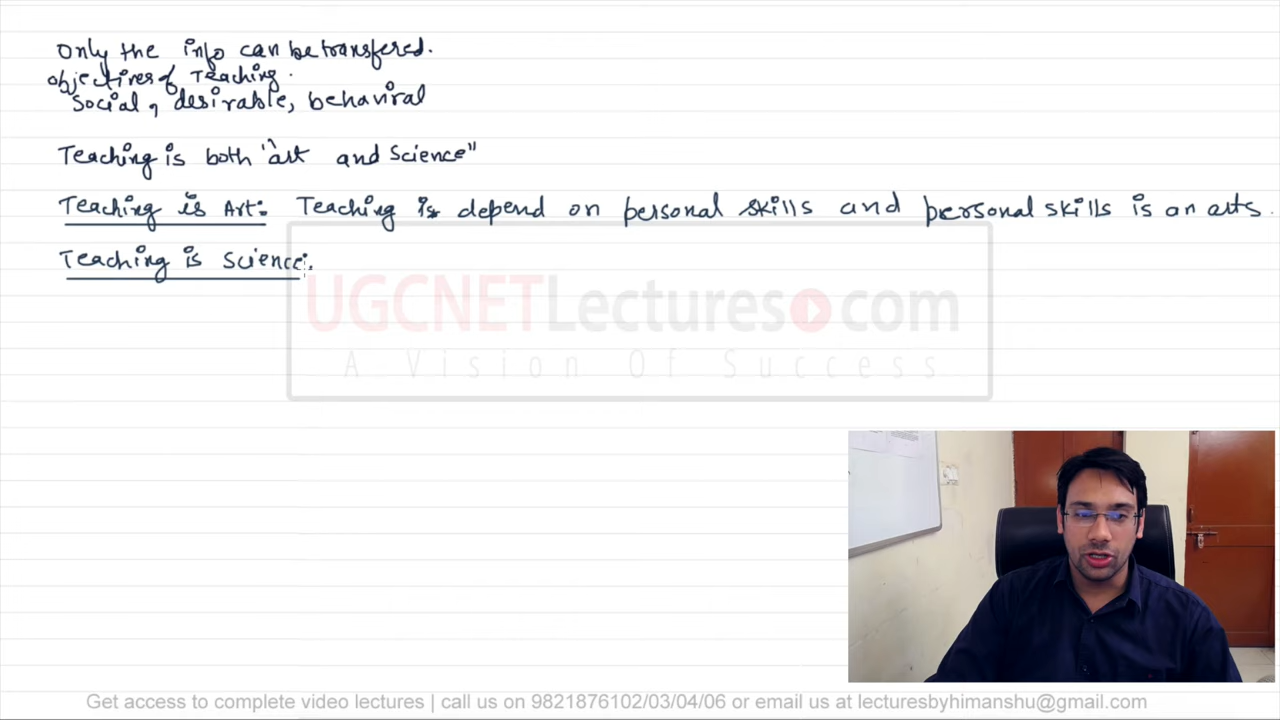 Only the info can be transfered.
objectives of Teaching.
Social, desirable, behaviral
Teaching is both "art and Science"
Teaching is Art: Teaching is depend on personal skills and personal skills is an arts.
Teaching is Science:
UGCNETLectures.com
A Vision Of Success
Get access to complete video lectures | call us on 9821876102/03/04/06 or email us at lecturesbyhimanshu@gmail.com